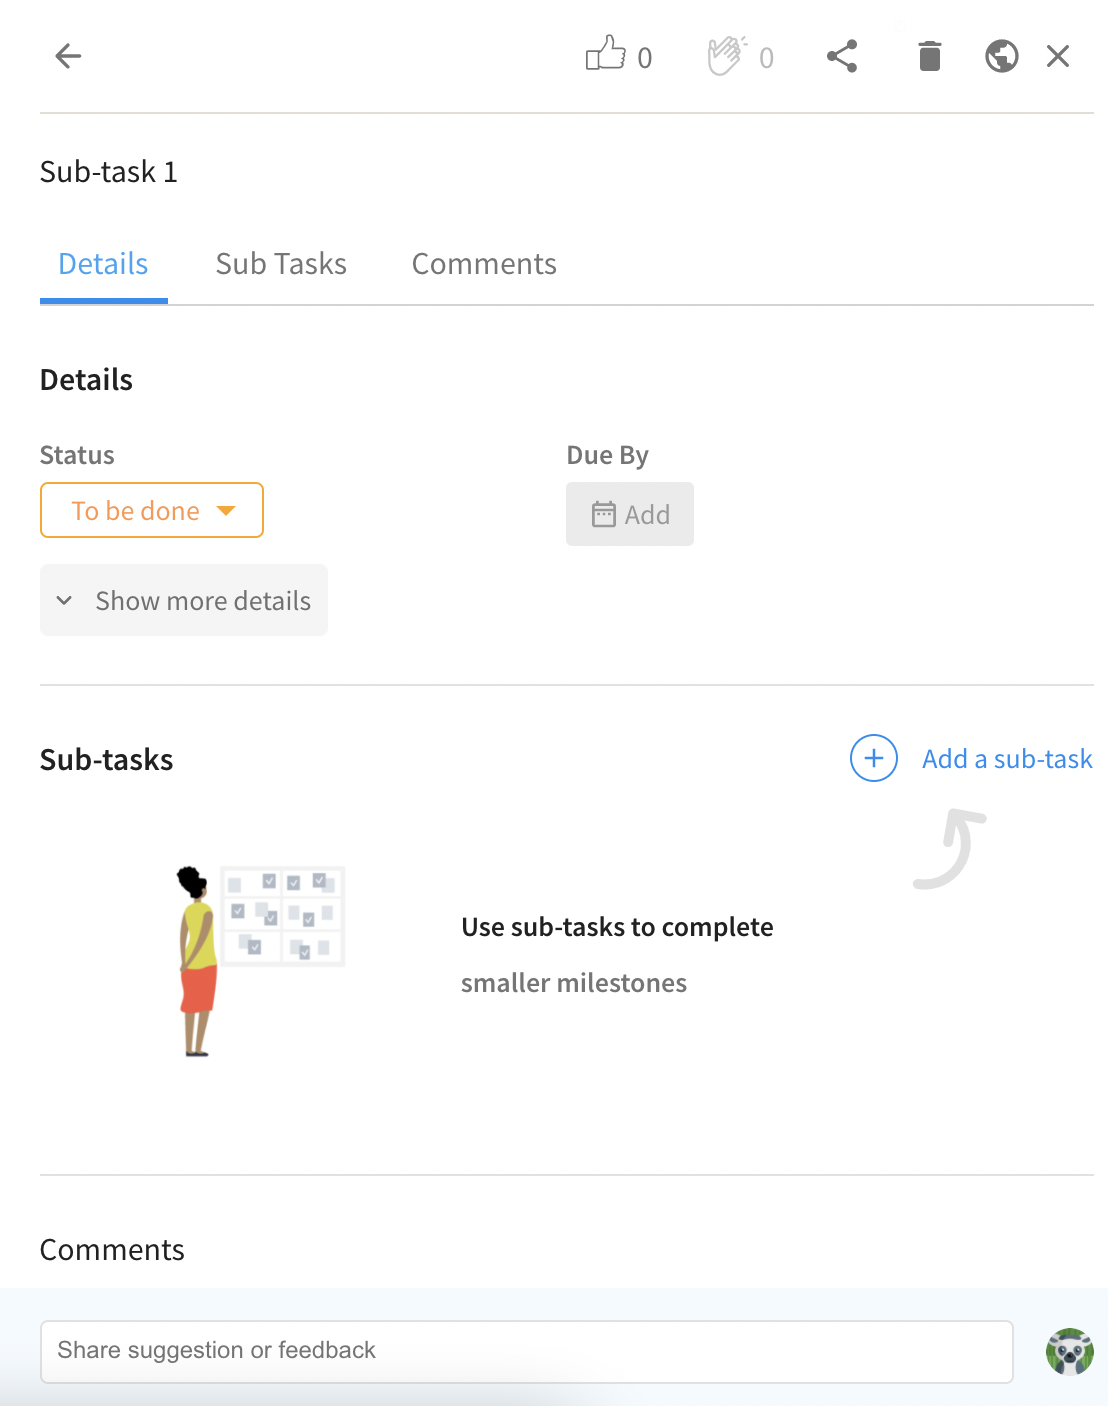 0
0
Sub-task 1
Details
Sub Tasks
Comments
Details
Status
Due By
To be done
Add
Show more details
Sub-tasks
Add a sub-task
Use sub-tasks to complete
smaller milestones
Comments
Share suggestion or feedback